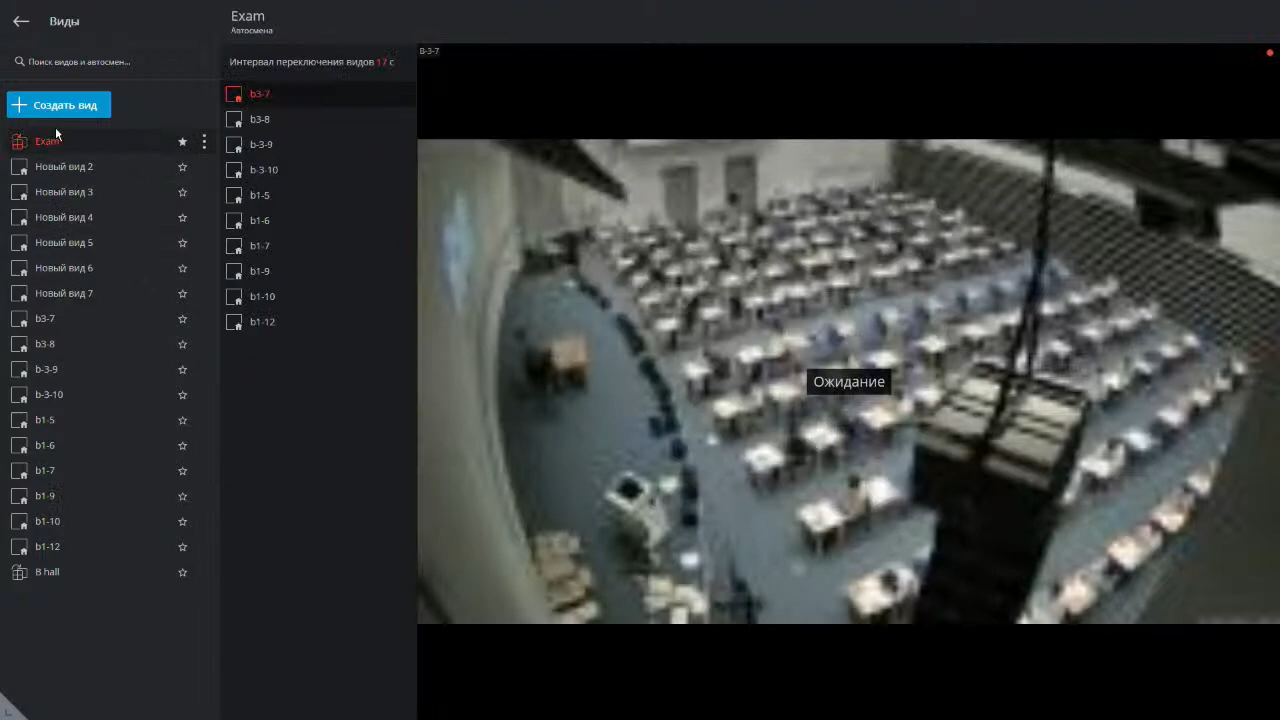 Виды
Поиск видов и автосмен...
Создать вид
Exam
Новый вид 2
Новый вид 3
Новый вид 4
Новый вид 5
Новый вид 6
Новый вид 7
b3-7
b3-8
b-3-9
b-3-10
b1-5
b1-6
b1-7
b1-9
b1-10
b1-12
B hall
Exam
Автосмена
Интервал переключения видов 17 с
b3-7
b3-8
b-3-9
b-3-10
b1-5
b1-6
b1-7
b1-9
b1-10
b1-12
B-3-7
Ожидание